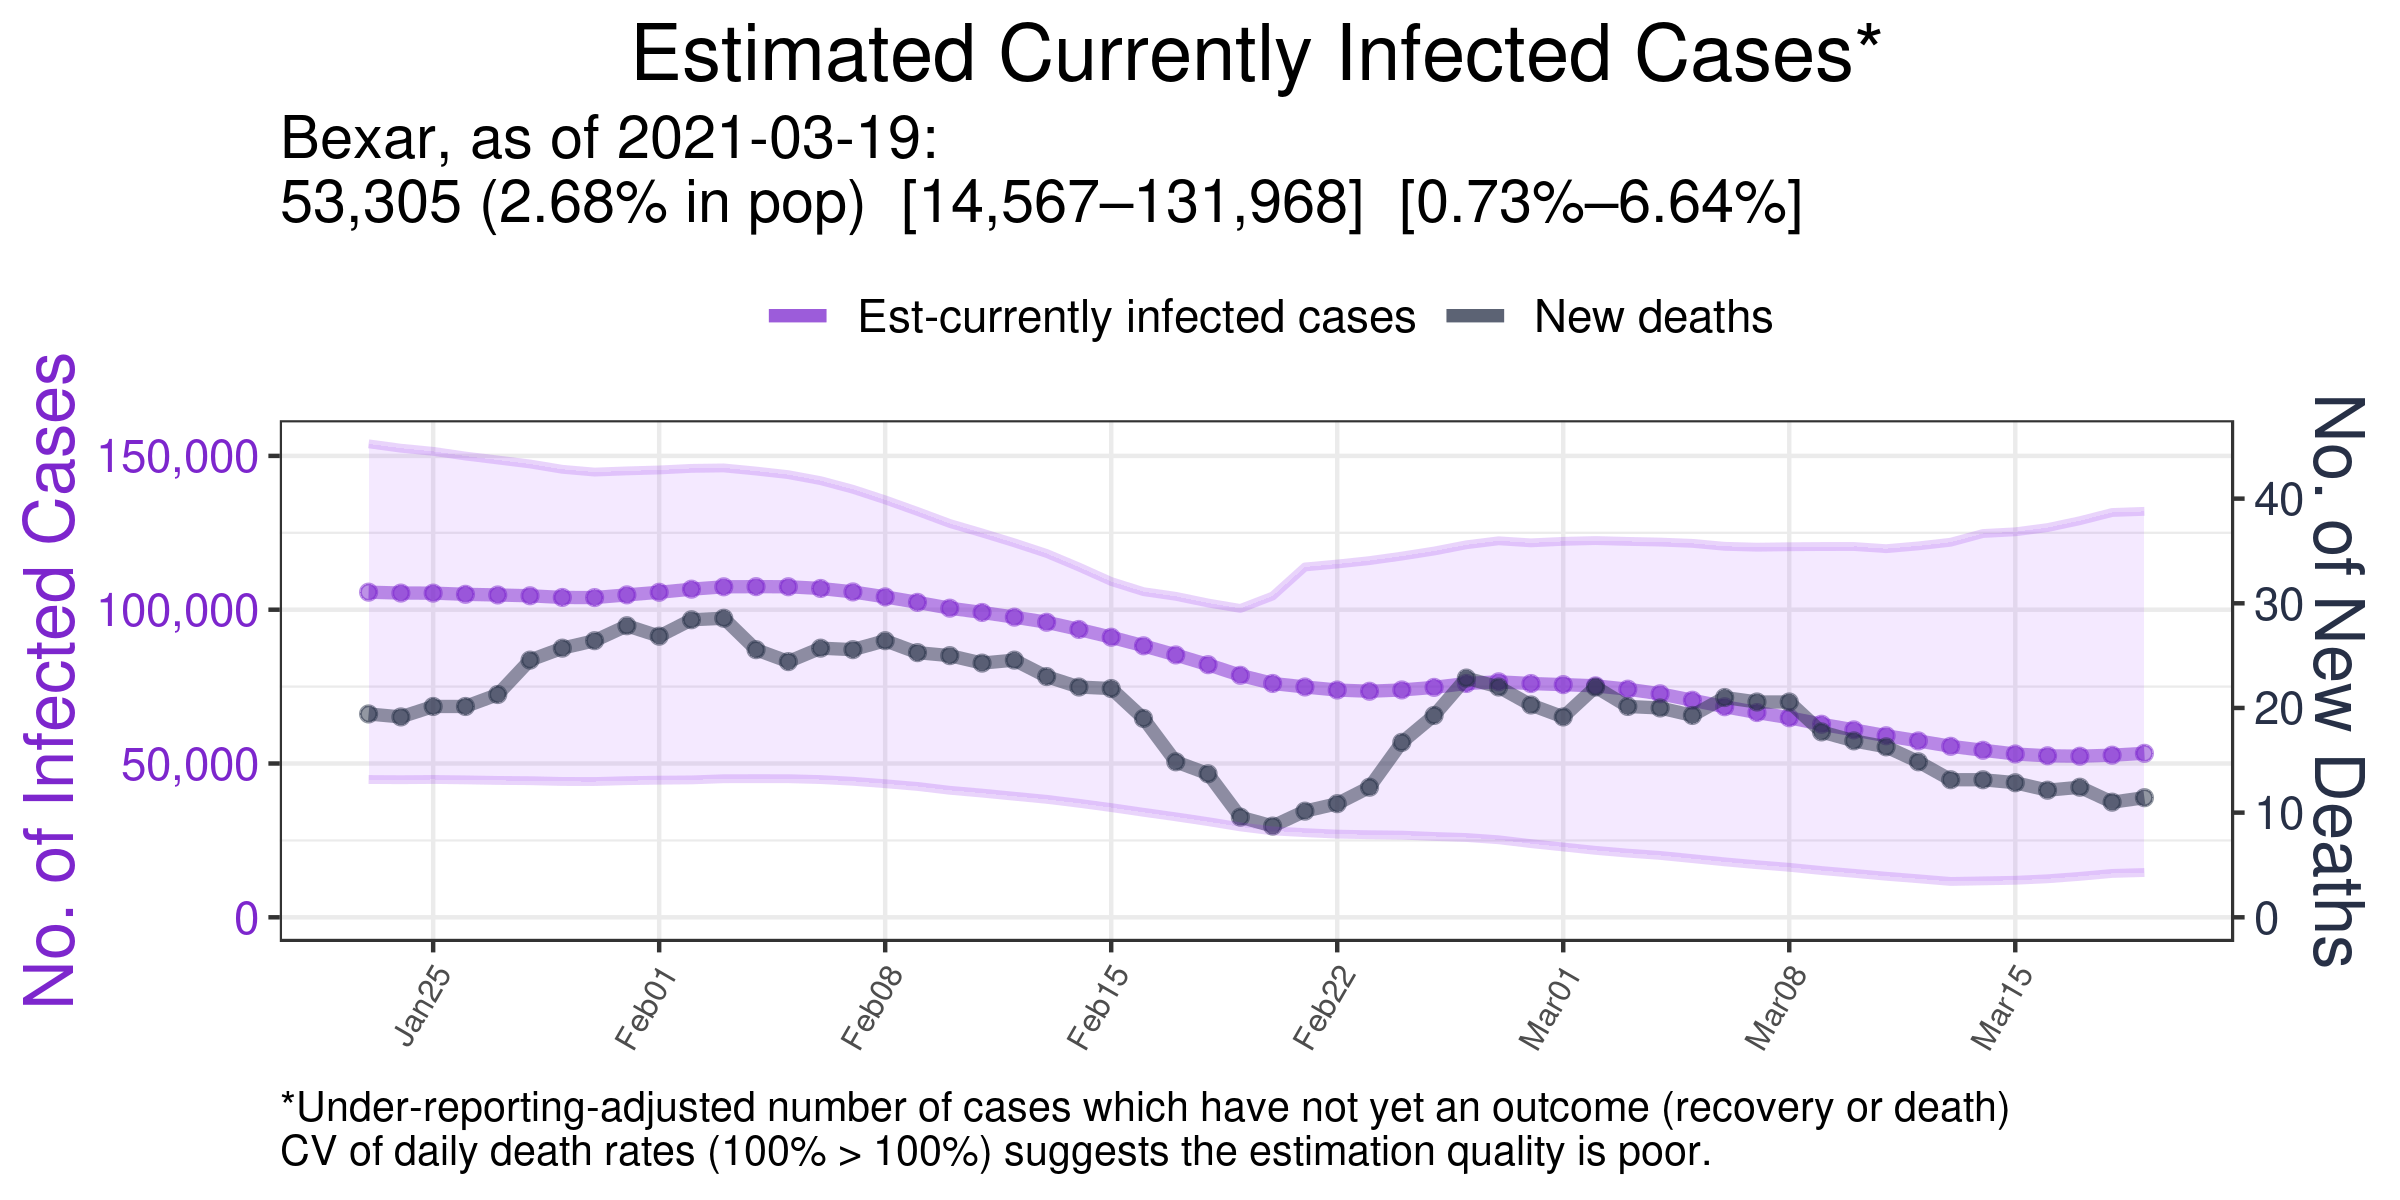 Estimated Currently Infected Cases*
Bexar, as of 2021-03-19:
53,305 (2.68% in pop) [14,567–131,968] [0.73%–6.64%]
Est-currently infected cases
New deaths
No. of Infected Cases
150,000
100,000
50,000
0
No. of New Deaths
40
30
20
10
0
Jan25
Feb01
Feb08
Feb15
Feb22
Mar01
Mar08
Mar15
*Under-reporting-adjusted number of cases which have not yet an outcome (recovery or death)
CV of daily death rates (100% > 100%) suggests the estimation quality is poor.